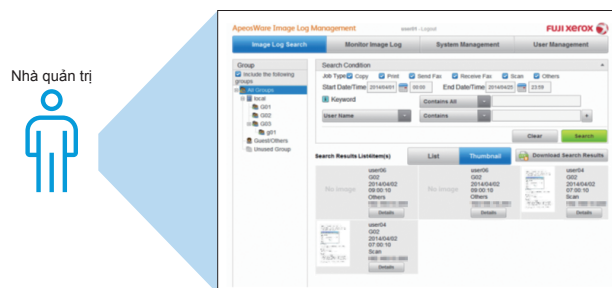 Nhà quản trị
ApeosWare Image Log Management
user01 Logout
FUJI XEROX
Image Log Search
Monitor Image Log
System Management
User Management
Group
Include the following groups
All Groups
local
G01
G02
G03
g01
Guest/Others
Unused Group
Search Condition
Job Type Copy Print Send Fax Receive Fax Scan Others
Start Date/Time 2014/04/01 00:00 End Date/Time 2014/04/25 23:59
Keyword Contains All
User Name Contains
Clear Search
Search Results List4Item(s) List Thumbnail Download Search Results
No Image
user06
G02
2014/04/02
09:00:10
Others
Details
No Image
user06
G02
2014/04/02
08:00:10
Others
Details
user04
G02
2014/04/02
07:00:10
Scan
Details
user04
G02
2014/04/02
07:00:10
Scan
Details